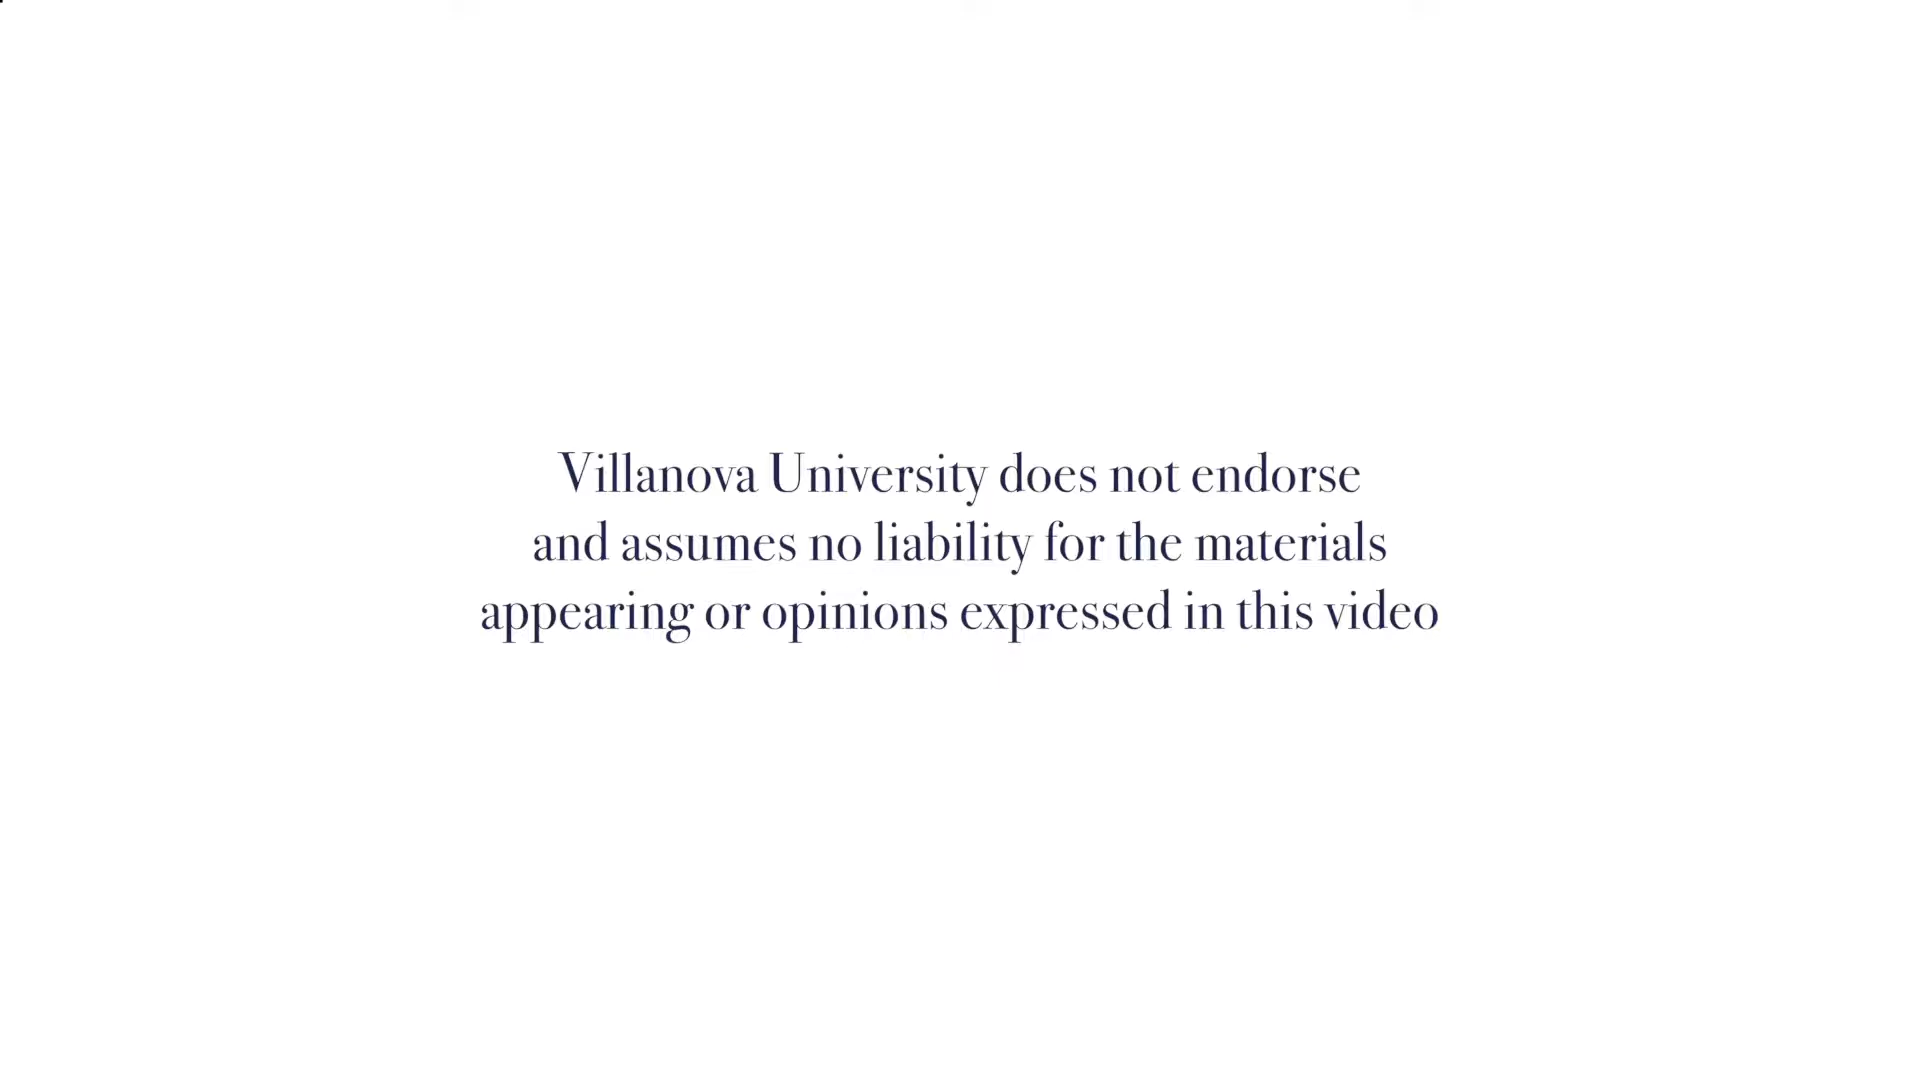 Villanova University does not endorse
and assumes no liability for the materials
appearing or opinions expressed in this video